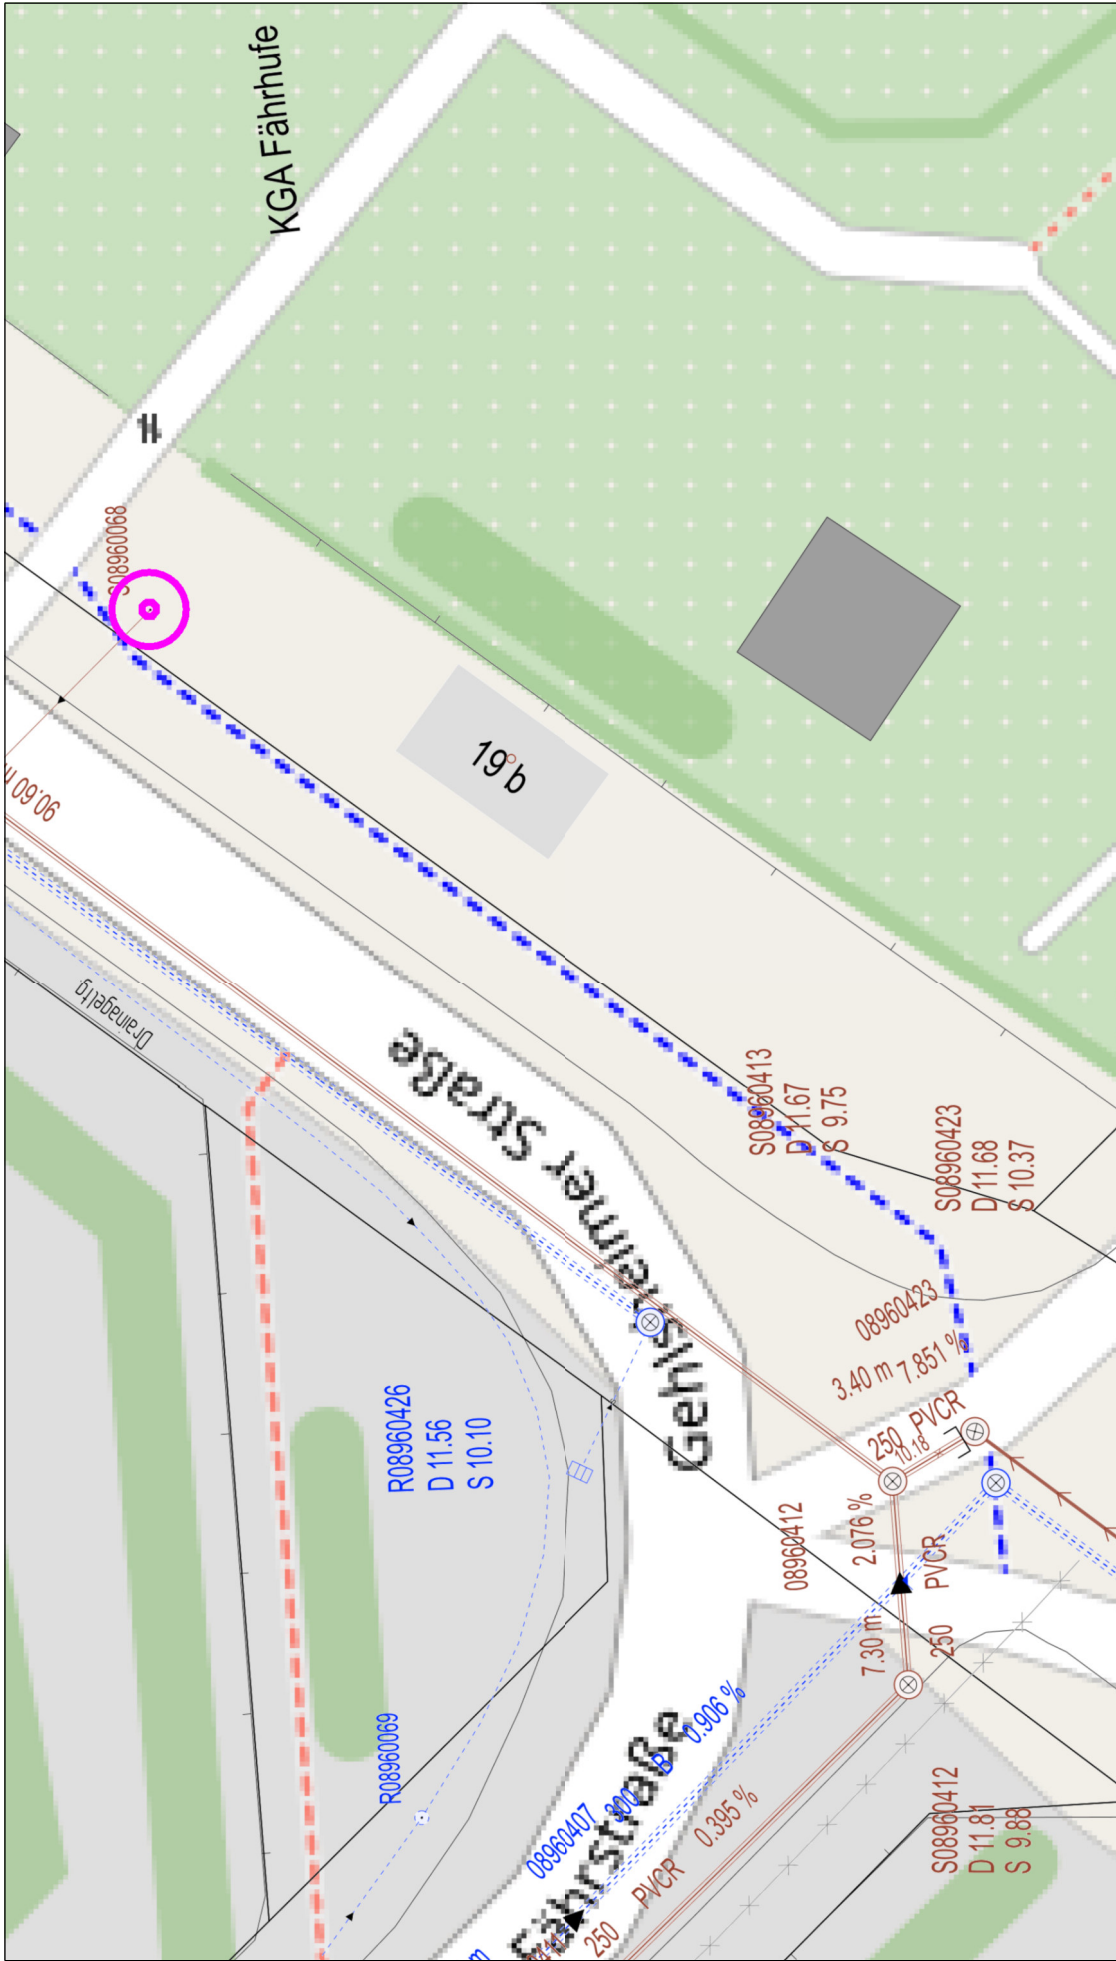 KGA Fährhufe
S08960068
19 b
90.60 m
Drainageltg.
Gehlsheimer Straße
S08960413
D 11.67
S 9.75
S08960423
D 11.68
S 10.37
08960423
3.40 m 7.851 %
250 PVCR
10.18
R08960426
D 11.56
S 10.10
08960412
2.076 %
PVCR
7.30 m
250
R08960069
08960407
300 B 0.906 %
Fährstraße
250 PVCR 0.395 %
S08960412
D 11.81
S 9.88